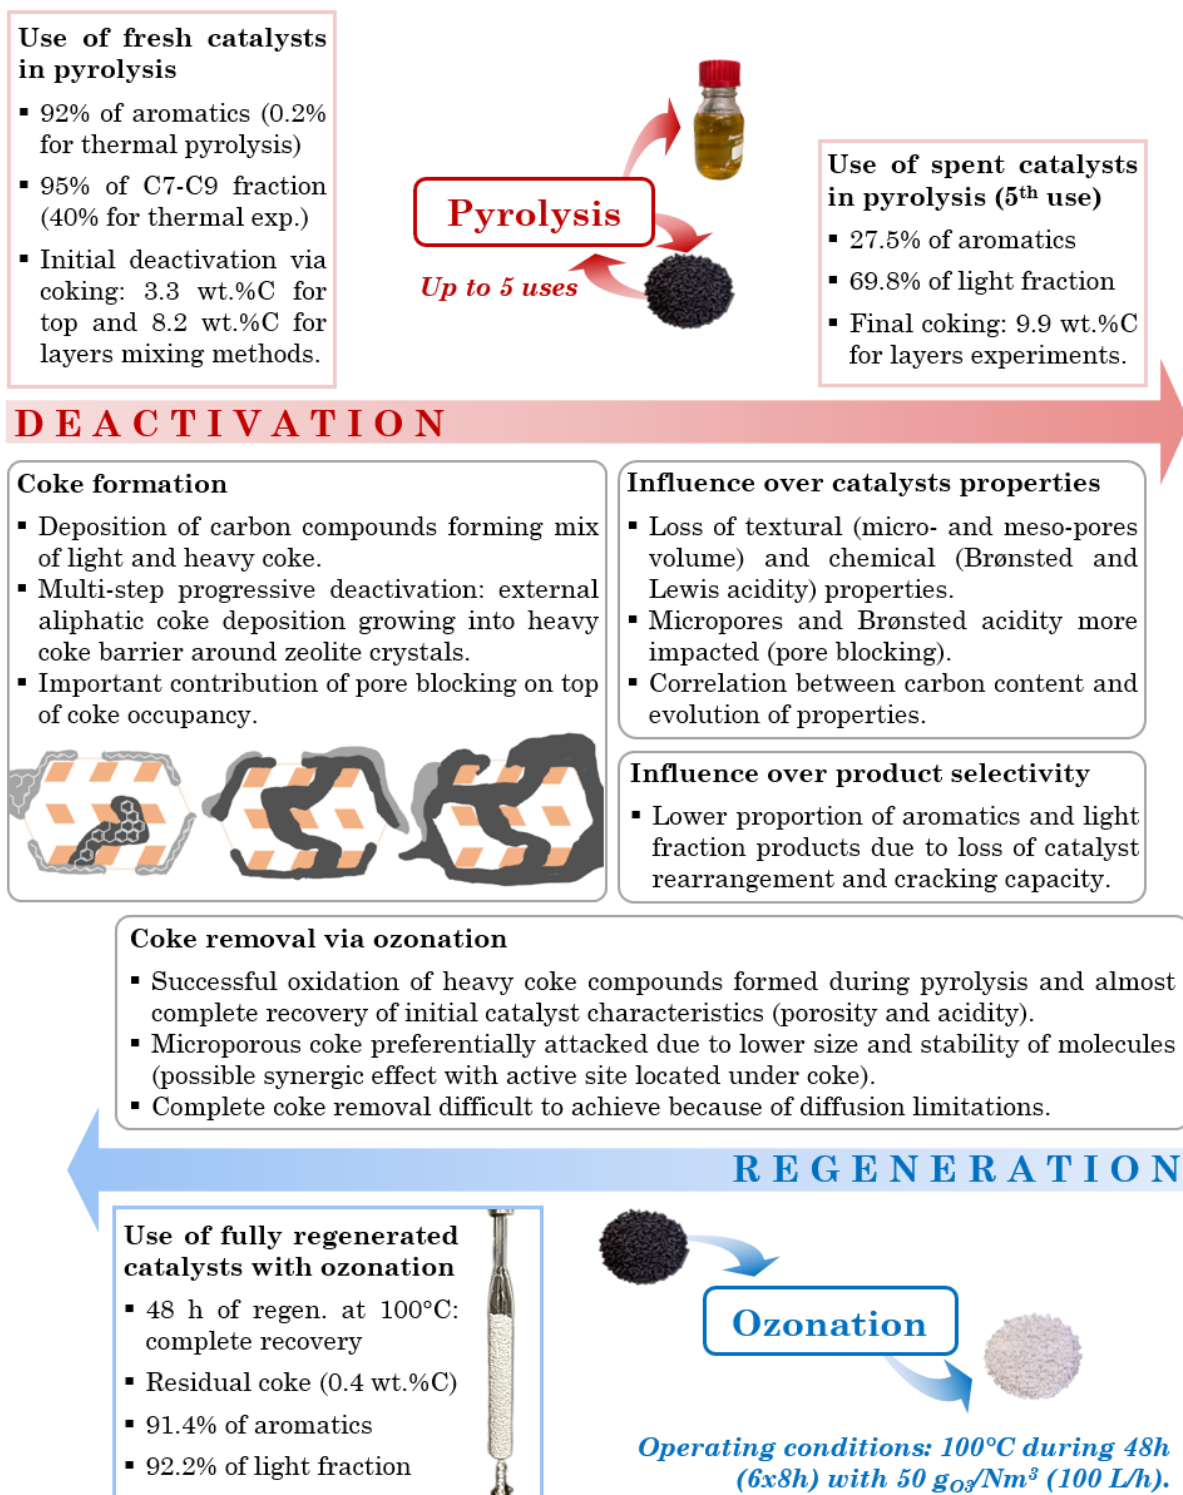 Use of fresh catalysts
in pyrolysis
▪ 92% of aromatics (0.2%
for thermal pyrolysis)
▪ 95% of C7-C9 fraction
(40% for thermal exp.)
▪ Initial deactivation via
coking: 3.3 wt.%C for
top and 8.2 wt.%C for
layers mixing methods.
Pyrolysis
Up to 5 uses
Use of spent catalysts
in pyrolysis (5th use)
▪ 27.5% of aromatics
▪ 69.8% of light fraction
▪ Final coking: 9.9 wt.%C
for layers experiments.
DEACTIVATION
Coke formation
▪ Deposition of carbon compounds forming mix
of light and heavy coke.
▪ Multi-step progressive deactivation: external
aliphatic coke deposition growing into heavy
coke barrier around zeolite crystals.
▪ Important contribution of pore blocking on top
of coke occupancy.
Influence over catalysts properties
▪ Loss of textural (micro- and meso-pores
volume) and chemical (Brønsted and
Lewis acidity) properties.
▪ Micropores and Brønsted acidity more
impacted (pore blocking).
▪ Correlation between carbon content and
evolution of properties.
Influence over product selectivity
▪ Lower proportion of aromatics and light
fraction products due to loss of catalyst
rearrangement and cracking capacity.
Coke removal via ozonation
▪ Successful oxidation of heavy coke compounds formed during pyrolysis and almost
complete recovery of initial catalyst characteristics (porosity and acidity).
▪ Microporous coke preferentially attacked due to lower size and stability of molecules
(possible synergic effect with active site located under coke).
▪ Complete coke removal difficult to achieve because of diffusion limitations.
REGENERATION
Use of fully regenerated
catalysts with ozonation
▪ 48 h of regen. at 100°C:
complete recovery
▪ Residual coke (0.4 wt.%C)
▪ 91.4% of aromatics
▪ 92.2% of light fraction
Ozonation
Operating conditions: 100°C during 48h
(6x8h) with 50 gO3/Nm³ (100 L/h).